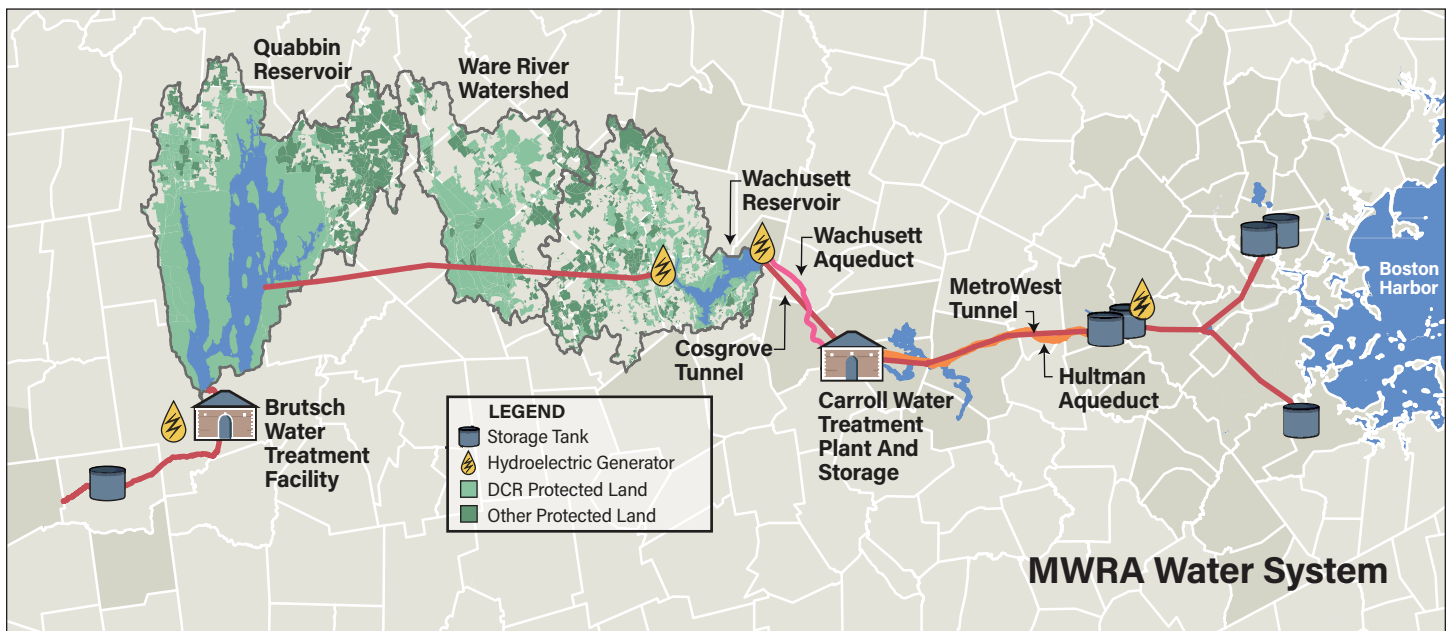 Quabbin
Reservoir
Ware River
Watershed
Wachusett
Reservoir
Wachusett
Aqueduct
MetroWest
Tunnel
Boston
Harbor
Cosgrove
Tunnel
Hultman
Aqueduct
Brutsch
Water
Treatment
Facility
Carroll Water
Treatment
Plant And
Storage
LEGEND
Storage Tank
Hydroelectric Generator
DCR Protected Land
Other Protected Land
MWRA Water System